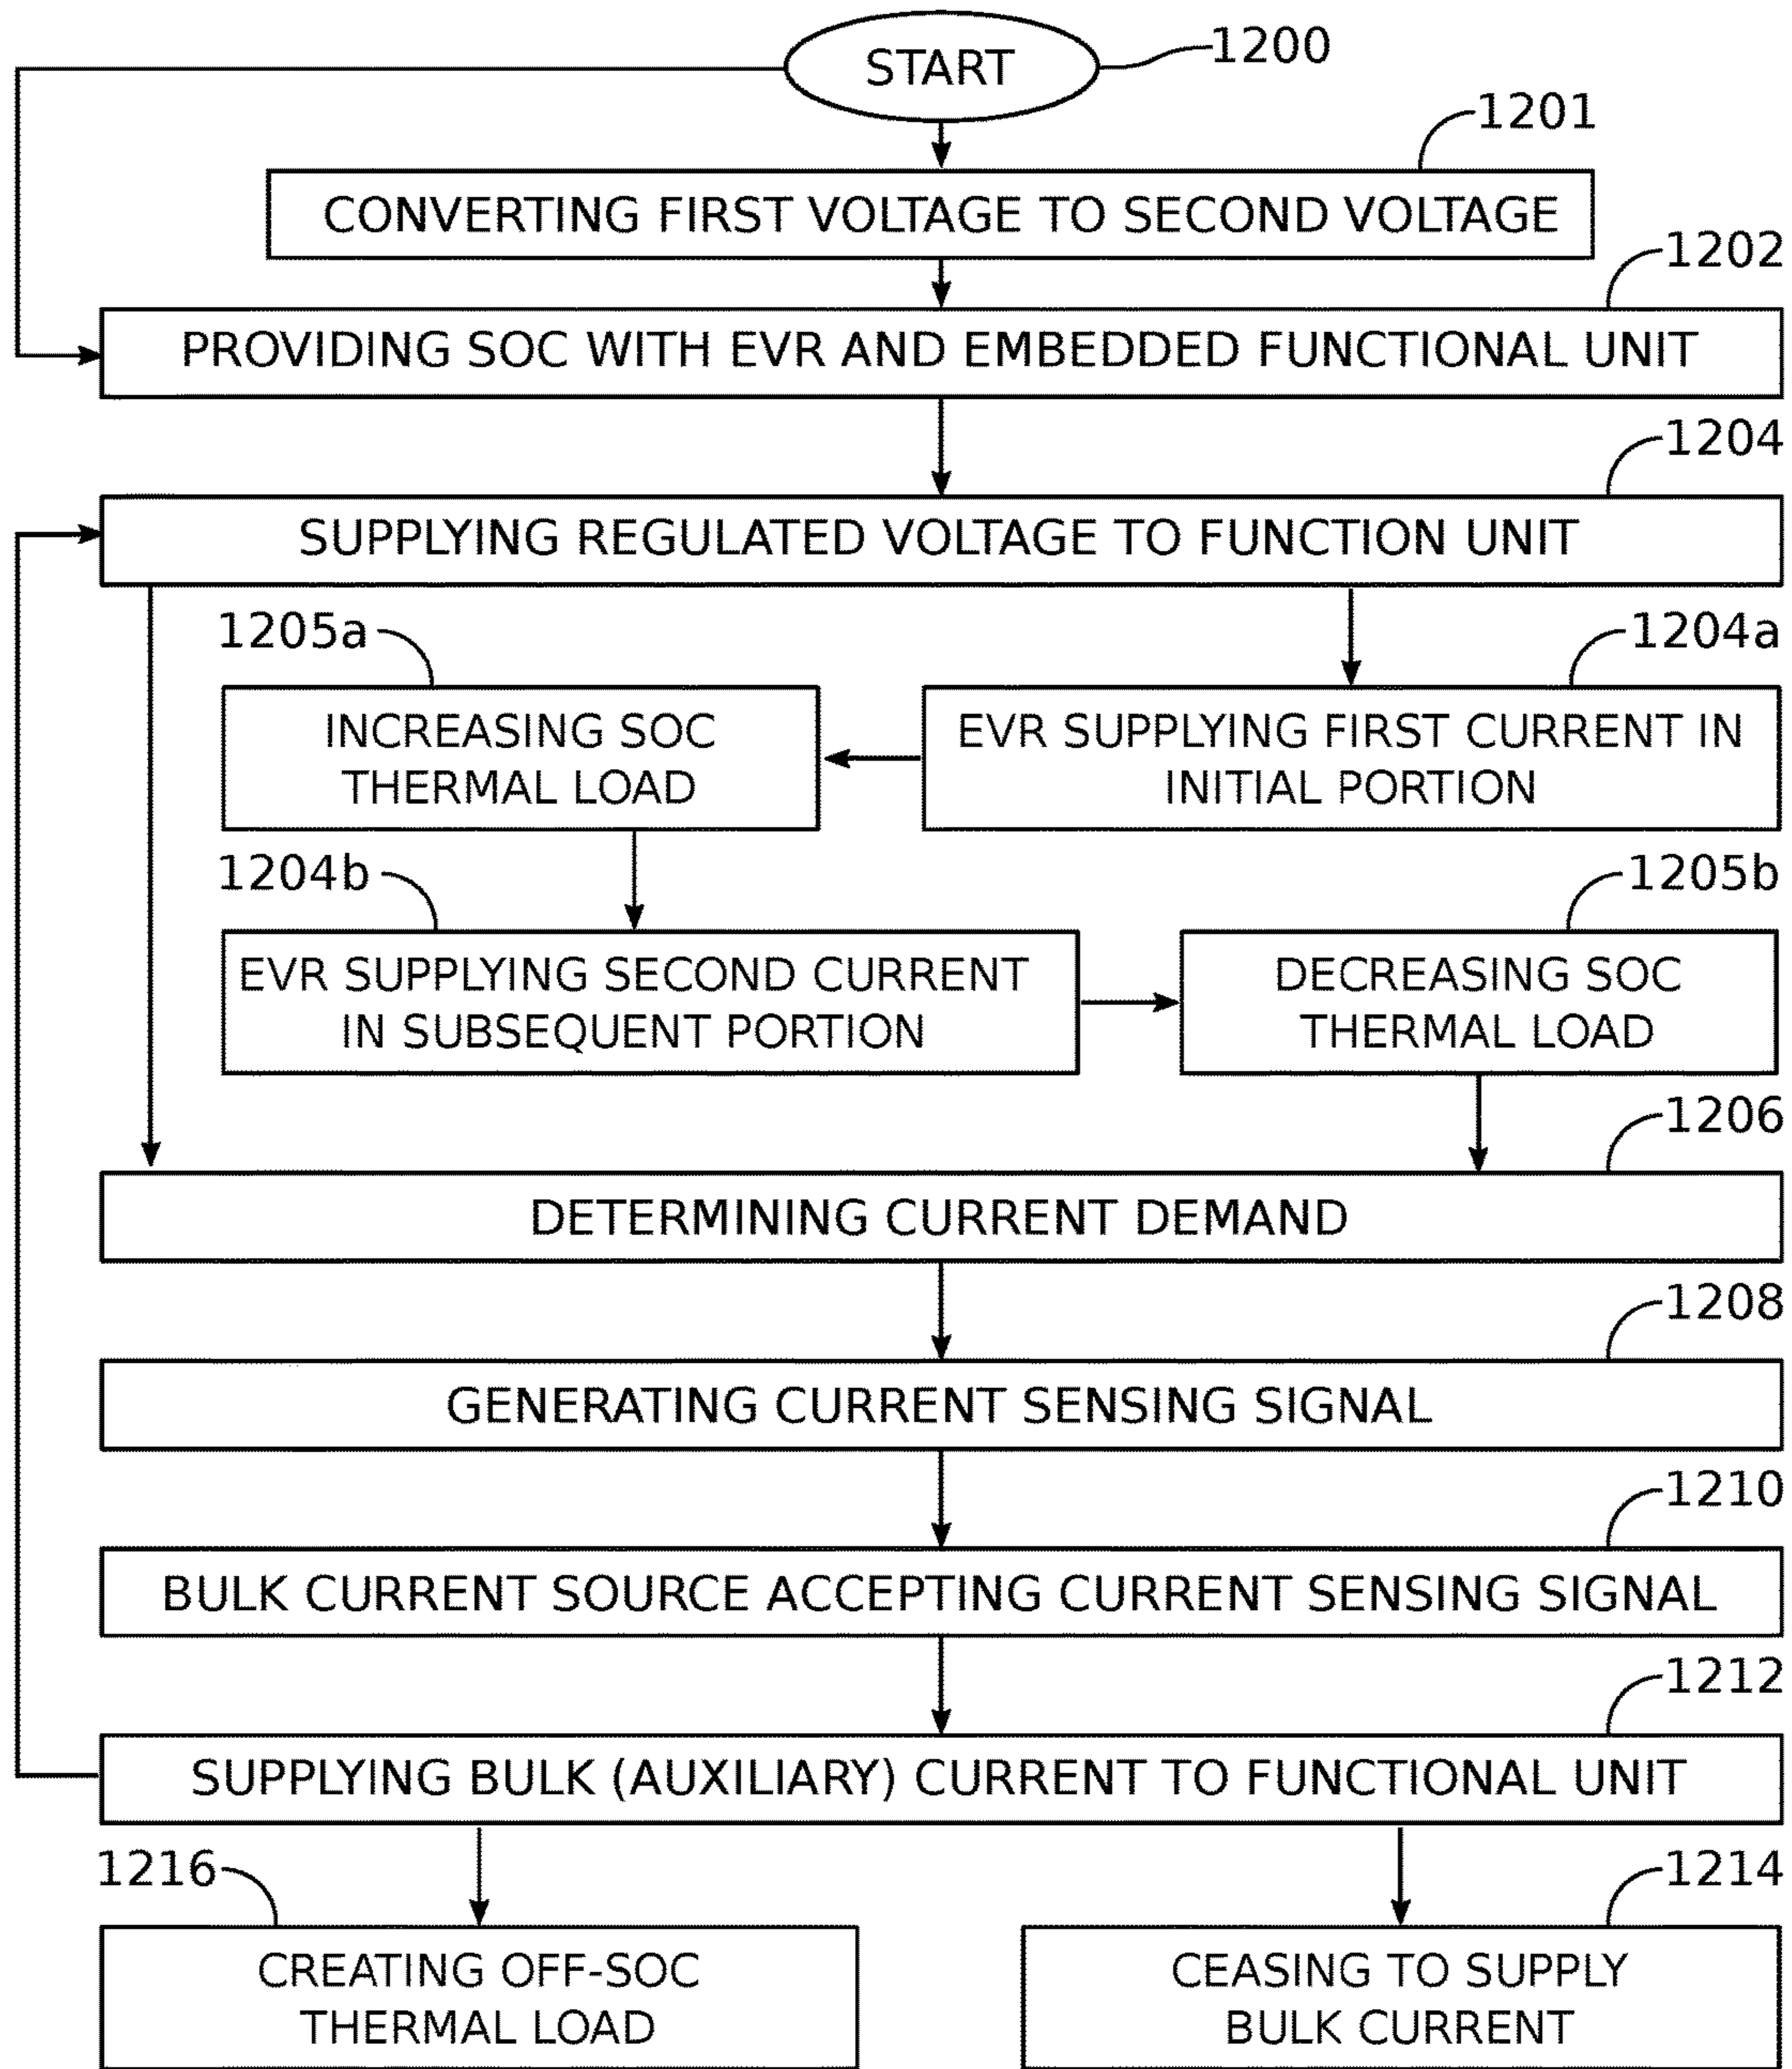 START
1200
1201
CONVERTING FIRST VOLTAGE TO SECOND VOLTAGE
1202
PROVIDING SOC WITH EVR AND EMBEDDED FUNCTIONAL UNIT
1204
SUPPLYING REGULATED VOLTAGE TO FUNCTION UNIT
1205a
1204a
INCREASING SOC
THERMAL LOAD
EVR SUPPLYING FIRST CURRENT IN
INITIAL PORTION
1204b
1205b
EVR SUPPLYING SECOND CURRENT
IN SUBSEQUENT PORTION
DECREASING SOC
THERMAL LOAD
1206
DETERMINING CURRENT DEMAND
1208
GENERATING CURRENT SENSING SIGNAL
1210
BULK CURRENT SOURCE ACCEPTING CURRENT SENSING SIGNAL
1212
SUPPLYING BULK (AUXILIARY) CURRENT TO FUNCTIONAL UNIT
1216
1214
CREATING OFF-SOC
THERMAL LOAD
CEASING TO SUPPLY
BULK CURRENT